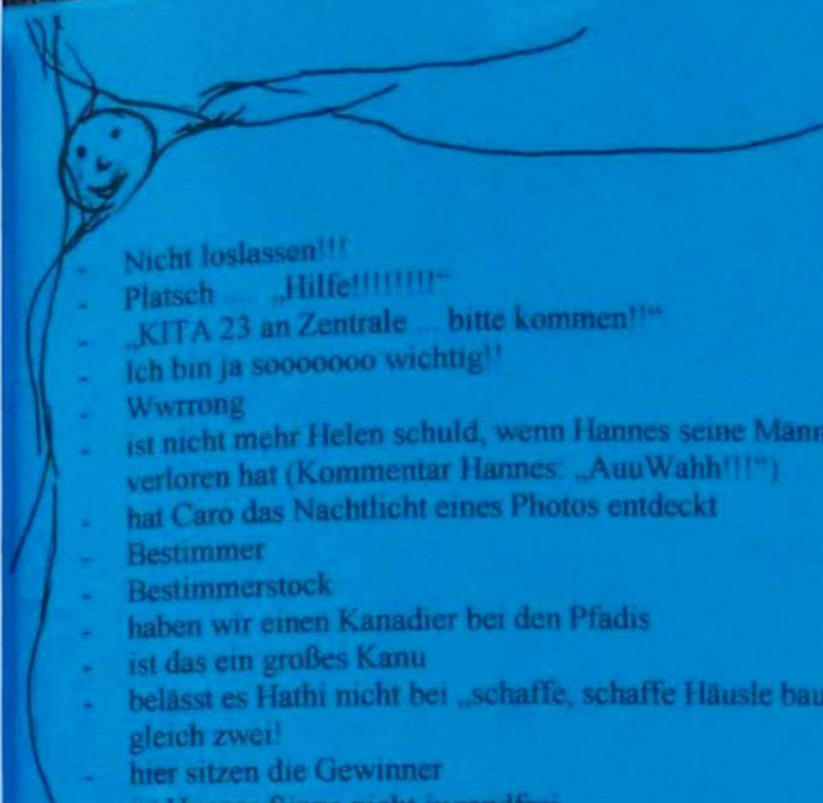 - Nicht loslassen!!!
- Platsch .... „Hilfe!!!!!!!!!“
- „KITA 23 an Zentrale ... bitte kommen!!“
- Ich bin ja sooooooo wichtig!!
- Wwrrong
- ist nicht mehr Helen schuld, wenn Hannes seine Männ
verloren hat (Kommentar Hannes: „AuuWahh!!!“)
- hat Caro das Nachtlicht eines Photos entdeckt
- Bestimmer
- Bestimmerstock
- haben wir einen Kanadier bei den Pfadis
- ist das ein großes Kanu
- belässt es Hathi nicht bei „schaffe, schaffe Häusle bau
gleich zwei!
- hier sitzen die Gewinner